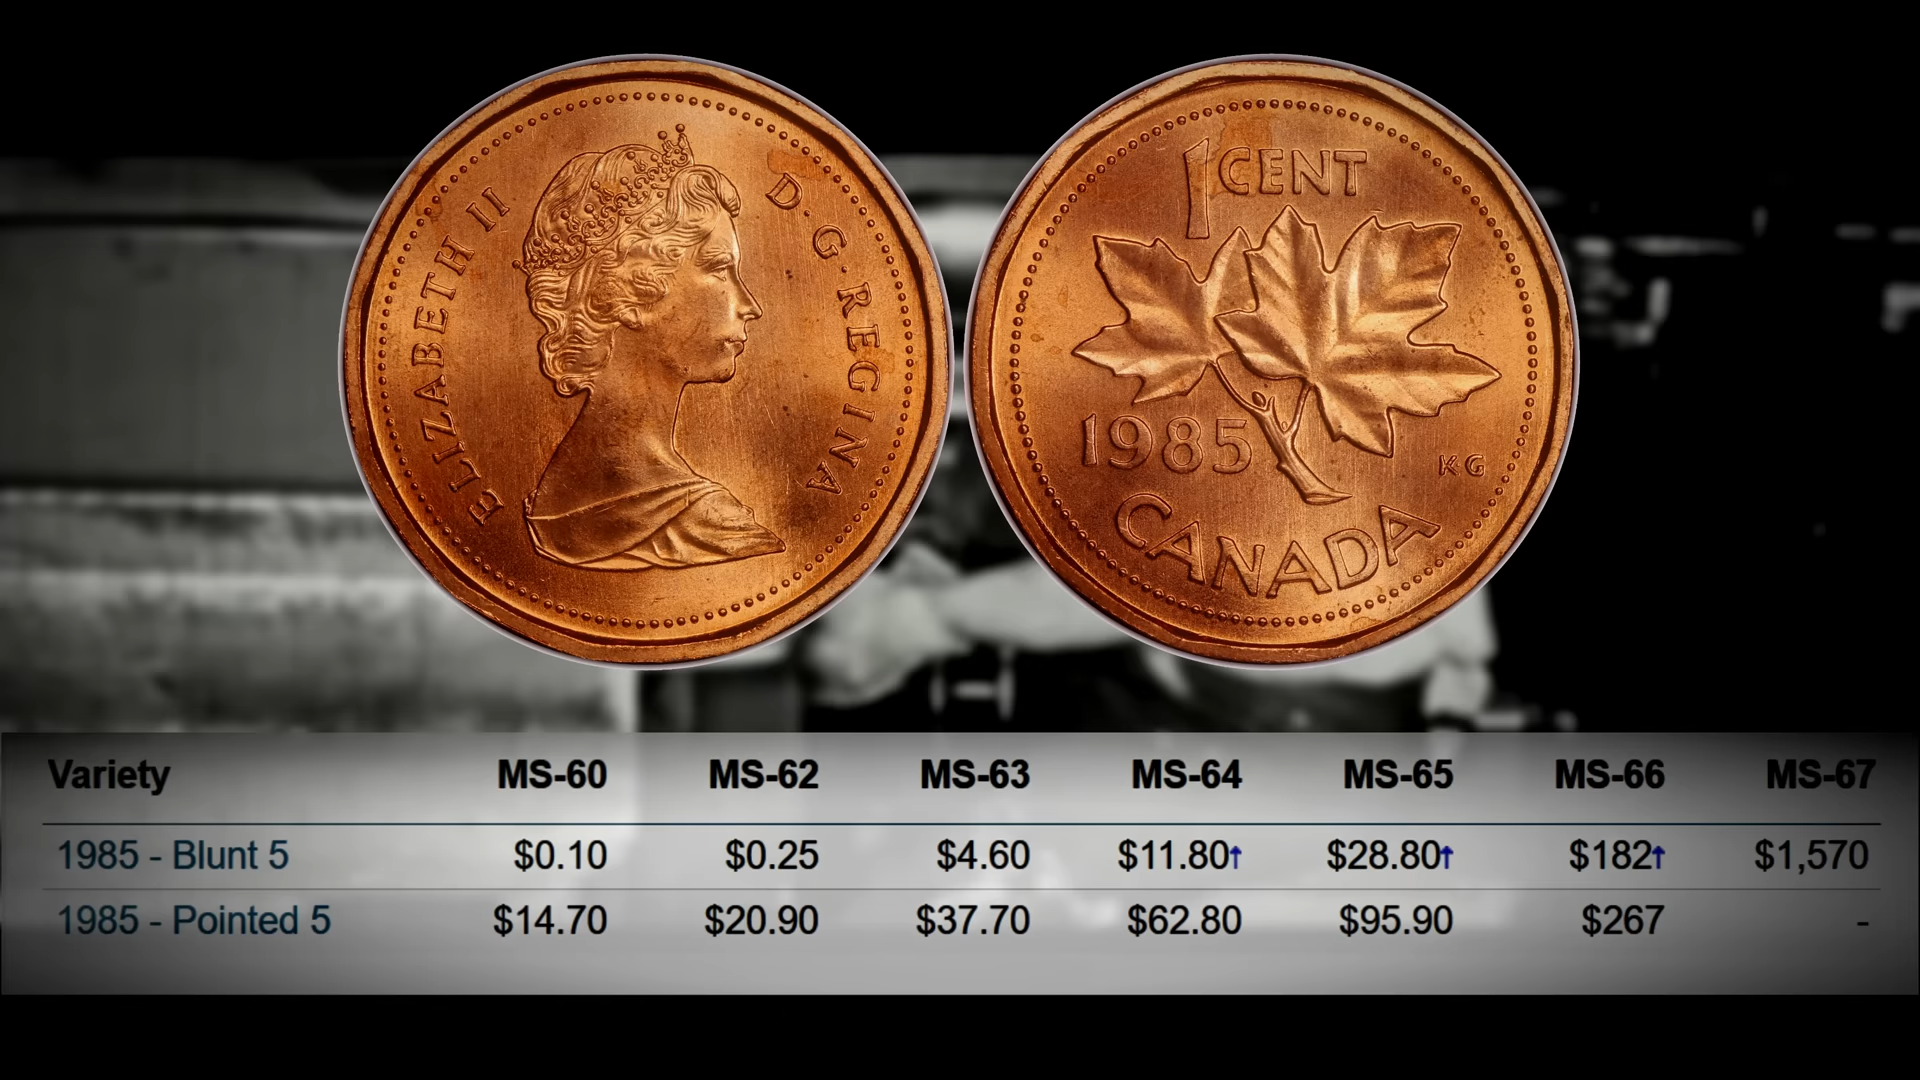 ELIZABETH II D·G·REGINA
1 CENT
1985
KG
CANADA
Variety MS-60 MS-62 MS-63 MS-64 MS-65 MS-66 MS-67
1985 - Blunt 5 $0.10 $0.25 $4.60 $11.80↑ $28.80↑ $182↑ $1,570
1985 - Pointed 5 $14.70 $20.90 $37.70 $62.80 $95.90 $267 -